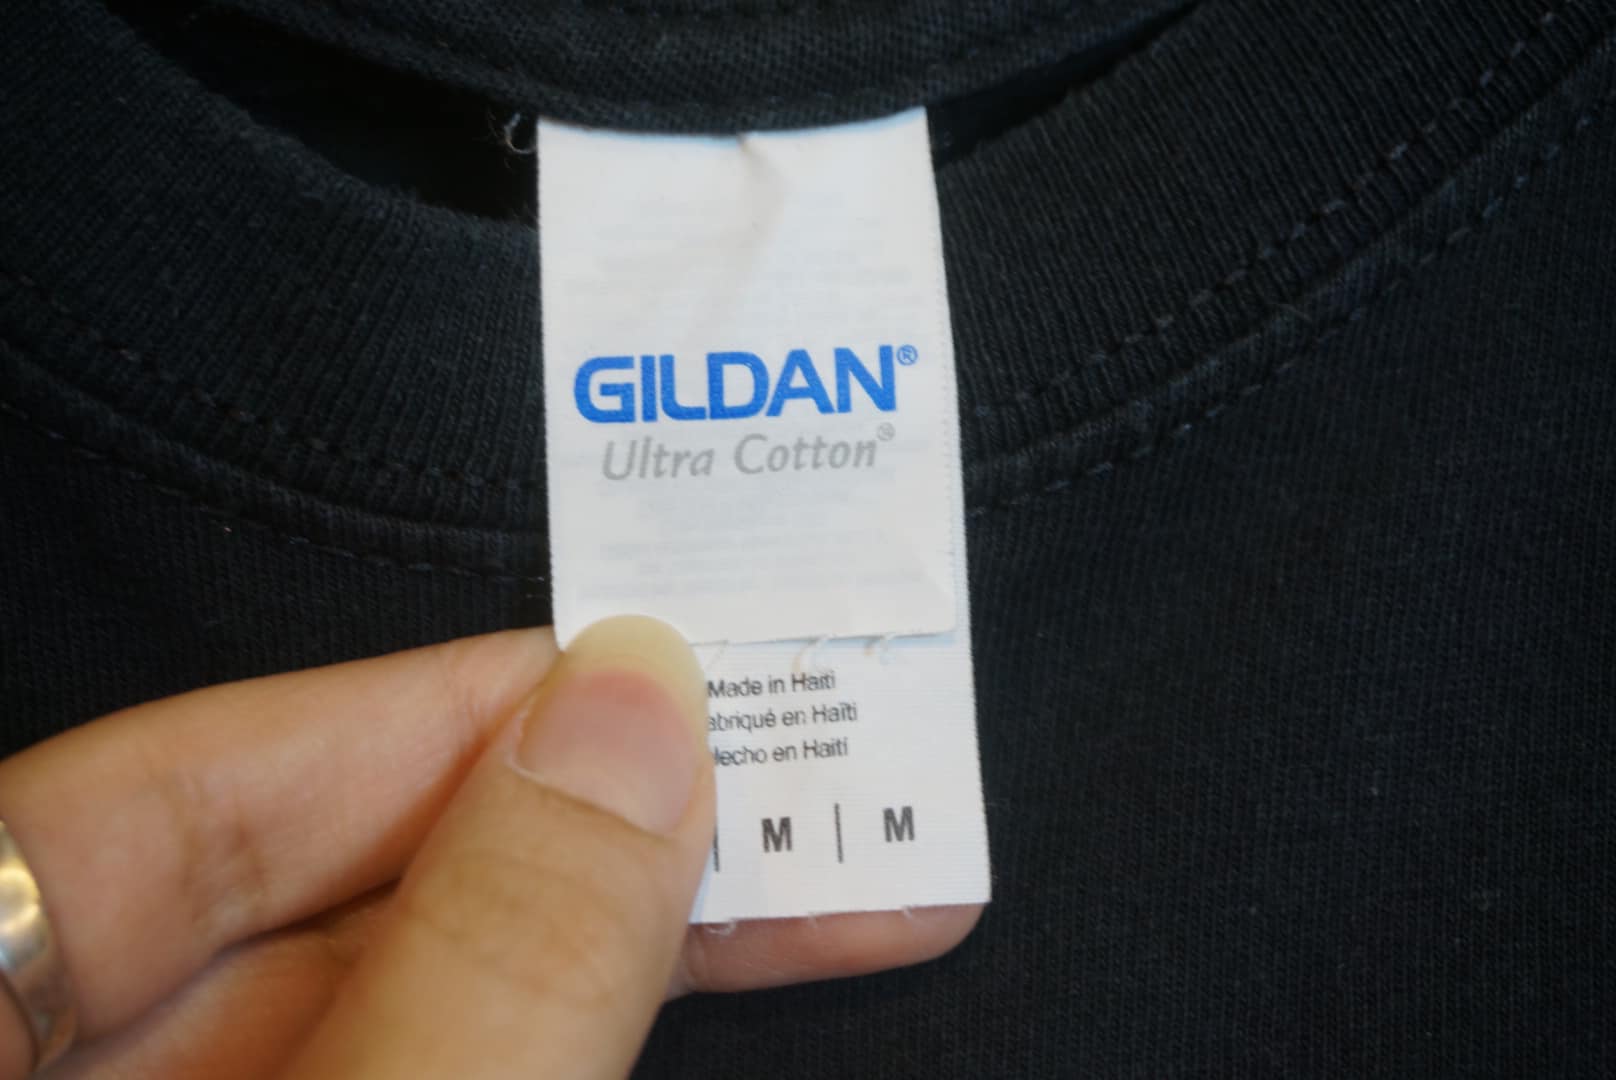 GILDAN®
Ultra Cotton®
Made in Haiti
abriqué en Haïti
echo en Haití
| M | M